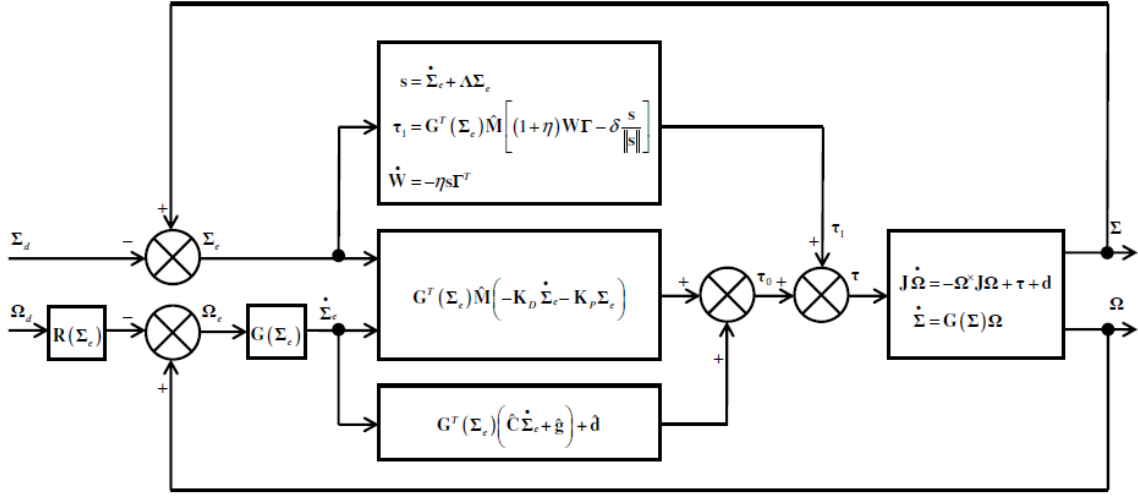 s = Σ̇ₑ + ΛΣₑ
τ₁ = Gᵀ(Σₑ)M̂[(1+η)WΓ − δ s/‖s‖]
Ẇ = −ηsΓᵀ
+
Σ_d
−
Σₑ
τ₁
+
Σ
Gᵀ(Σₑ)M̂(−K_D Σ̇ₑ − K_P Σₑ)
+
τ₀
+
τ
JΩ̇ = −Ω^×JΩ + τ + d
Σ̇ = G(Σ)Ω
Ω_d
R(Σₑ)
−
Ωₑ
G(Σₑ)
Σ̇ₑ
Ω
+
+
Gᵀ(Σₑ)(ĈΣ̇ₑ + ĝ) + d̂